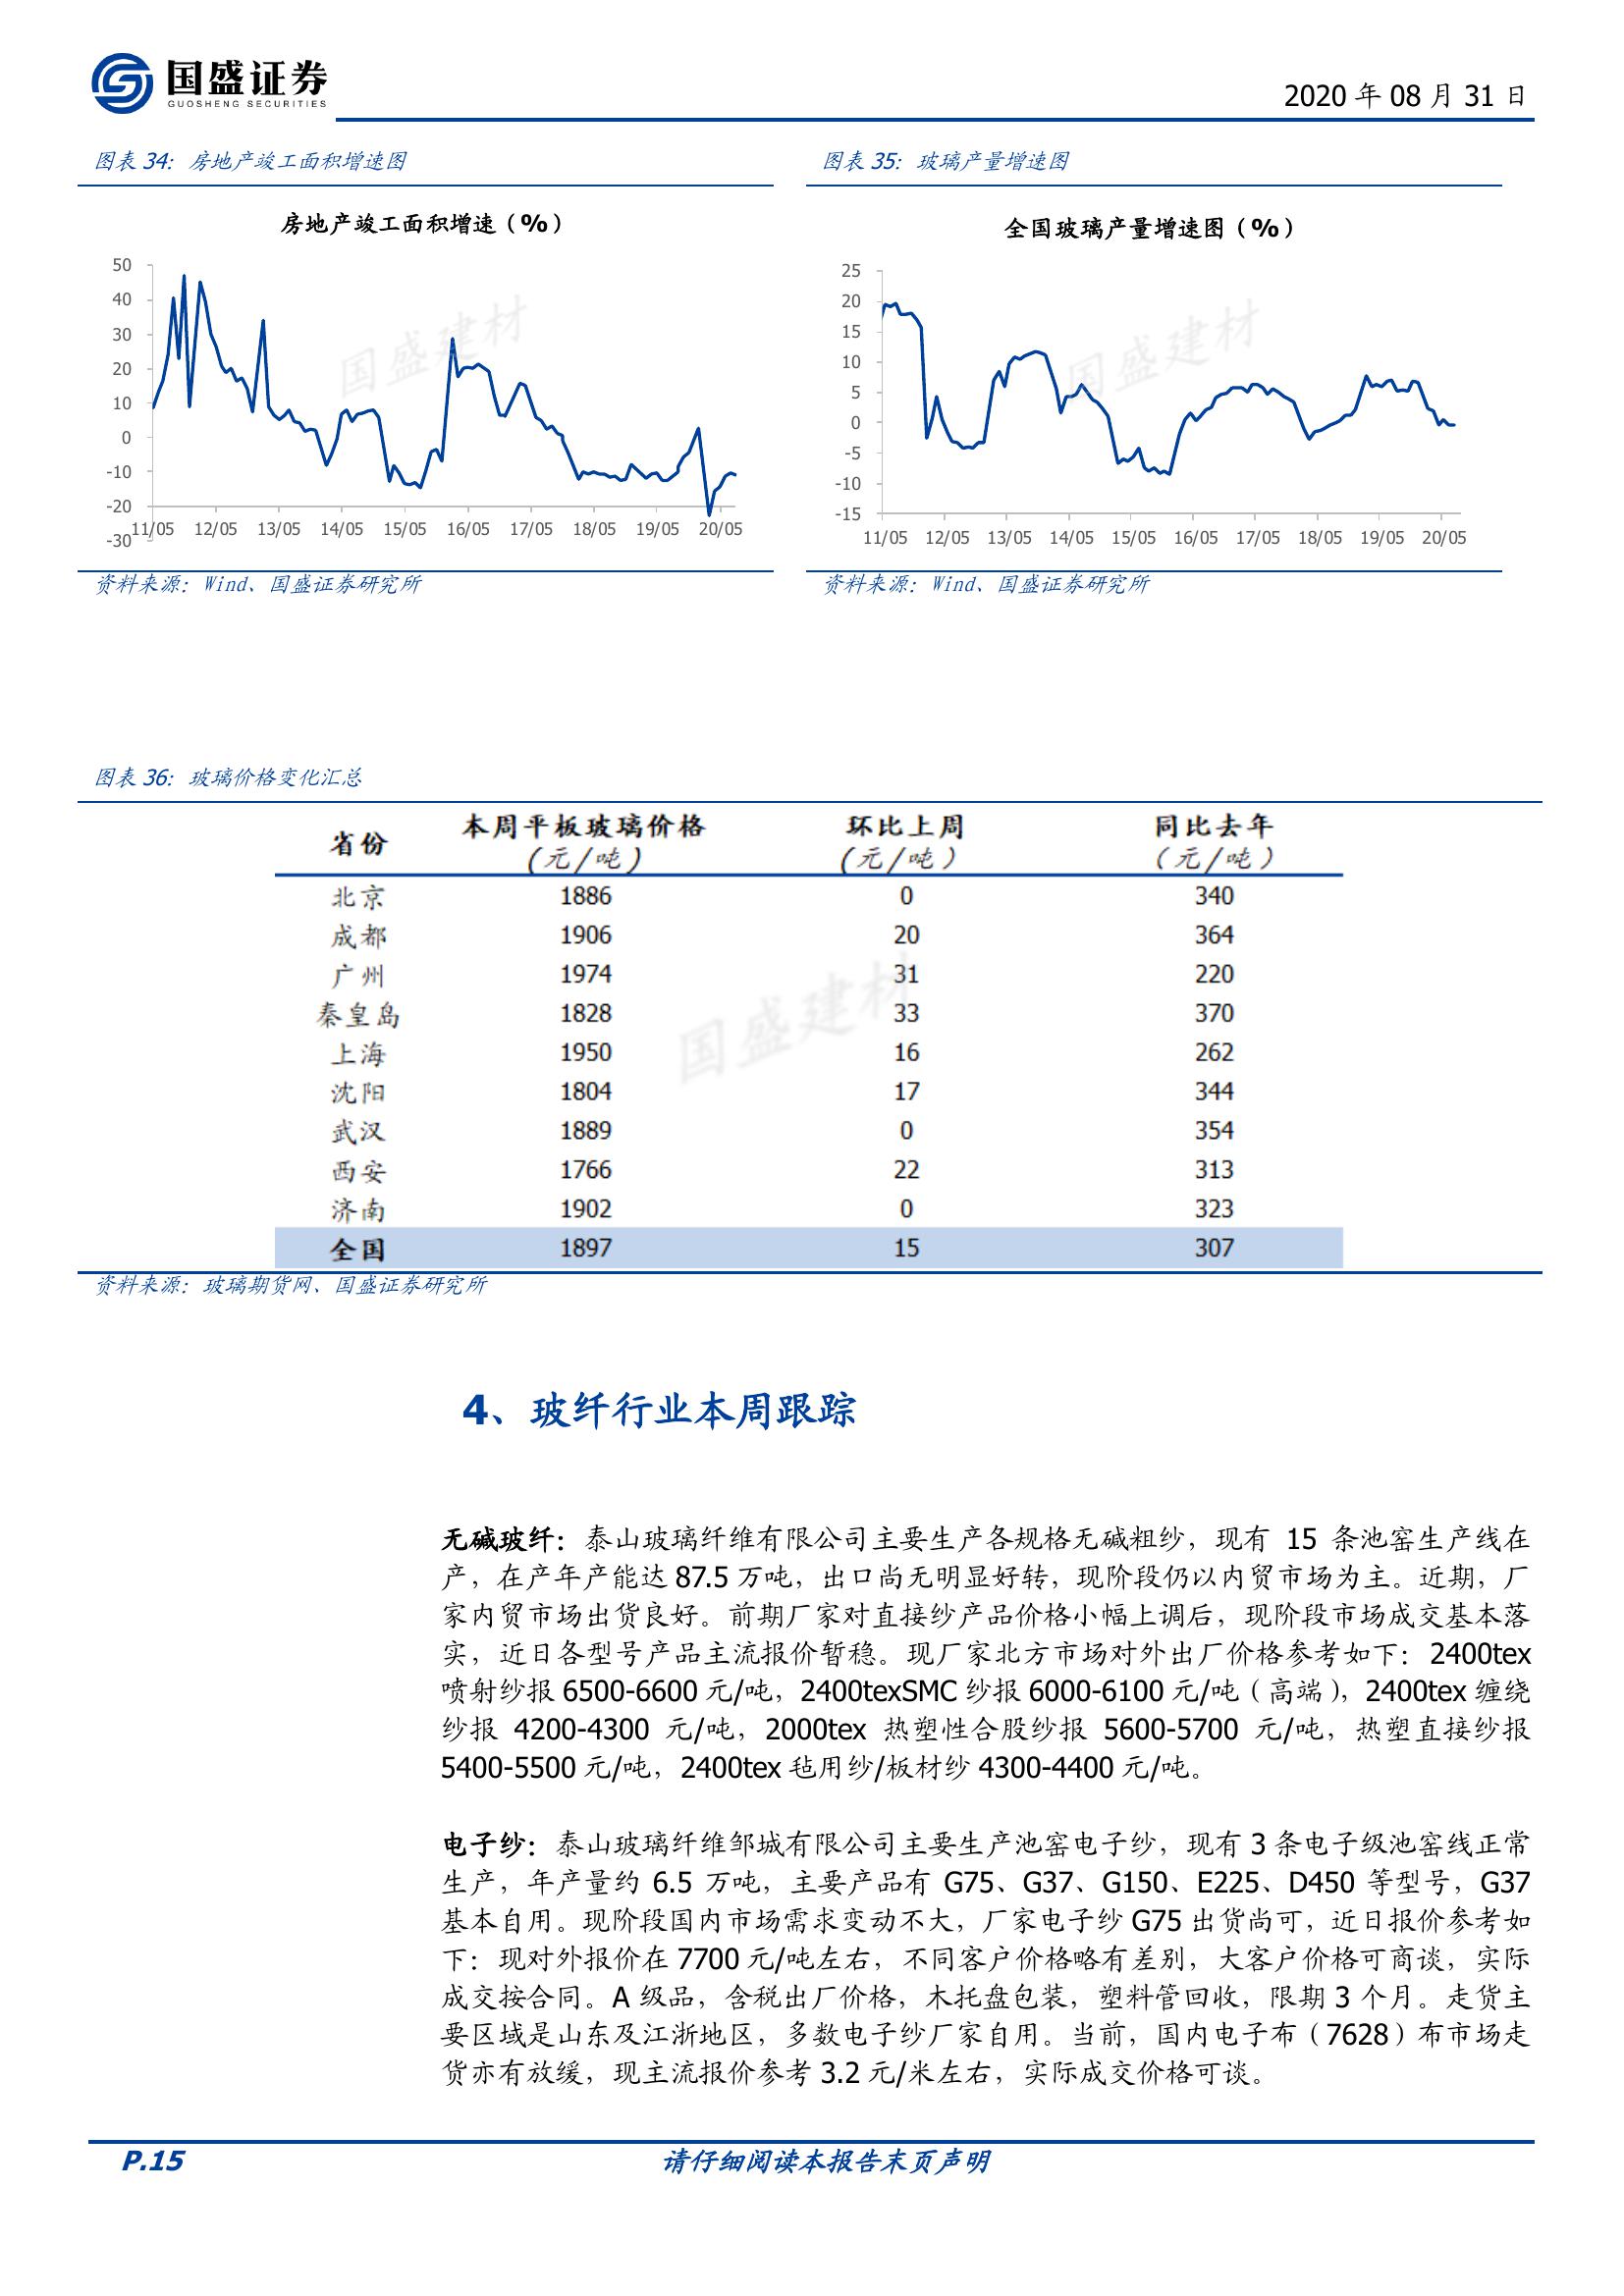 国盛证券
GUOSHENG SECURITIES
2020 年 08 月 31 日
图表 34：房地产竣工面积增速图
房地产竣工面积增速（%）
50
40
30
20
10
0
-10
-20
-30
11/05 12/05 13/05 14/05 15/05 16/05 17/05 18/05 19/05 20/05
国盛建材
资料来源：Wind、国盛证券研究所
图表 35：玻璃产量增速图
全国玻璃产量增速图（%）
25
20
15
10
5
0
-5
-10
-15
11/05 12/05 13/05 14/05 15/05 16/05 17/05 18/05 19/05 20/05
国盛建材
资料来源：Wind、国盛证券研究所
图表 36：玻璃价格变化汇总
省份 本周平板玻璃价格（元/吨） 环比上周（元/吨） 同比去年（元/吨）
北京 1886 0 340
成都 1906 20 364
广州 1974 31 220
秦皇岛 1828 33 370
上海 1950 16 262
沈阳 1804 17 344
武汉 1889 0 354
西安 1766 22 313
济南 1902 0 323
全国 1897 15 307
国盛建材
资料来源：玻璃期货网、国盛证券研究所
4、玻纤行业本周跟踪
无碱玻纤：泰山玻璃纤维有限公司主要生产各规格无碱粗纱，现有 15 条池窑生产线在
产，在产年产能达 87.5 万吨，出口尚无明显好转，现阶段仍以内贸市场为主。近期，厂
家内贸市场出货良好。前期厂家对直接纱产品价格小幅上调后，现阶段市场成交基本落
实，近日各型号产品主流报价暂稳。现厂家北方市场对外出厂价格参考如下：2400tex
喷射纱报 6500-6600 元/吨，2400texSMC 纱报 6000-6100 元/吨（高端），2400tex 缠绕
纱报 4200-4300 元/吨，2000tex 热塑性合股纱报 5600-5700 元/吨，热塑直接纱报
5400-5500 元/吨，2400tex 毡用纱/板材纱 4300-4400 元/吨。
电子纱：泰山玻璃纤维邹城有限公司主要生产池窑电子纱，现有 3 条电子级池窑线正常
生产，年产量约 6.5 万吨，主要产品有 G75、G37、G150、E225、D450 等型号，G37
基本自用。现阶段国内市场需求变动不大，厂家电子纱 G75 出货尚可，近日报价参考如
下：现对外报价在 7700 元/吨左右，不同客户价格略有差别，大客户价格可商谈，实际
成交按合同。A 级品，含税出厂价格，木托盘包装，塑料管回收，限期 3 个月。走货主
要区域是山东及江浙地区，多数电子纱厂家自用。当前，国内电子布（7628）布市场走
货亦有放缓，现主流报价参考 3.2 元/米左右，实际成交价格可谈。
P.15
请仔细阅读本报告末页声明